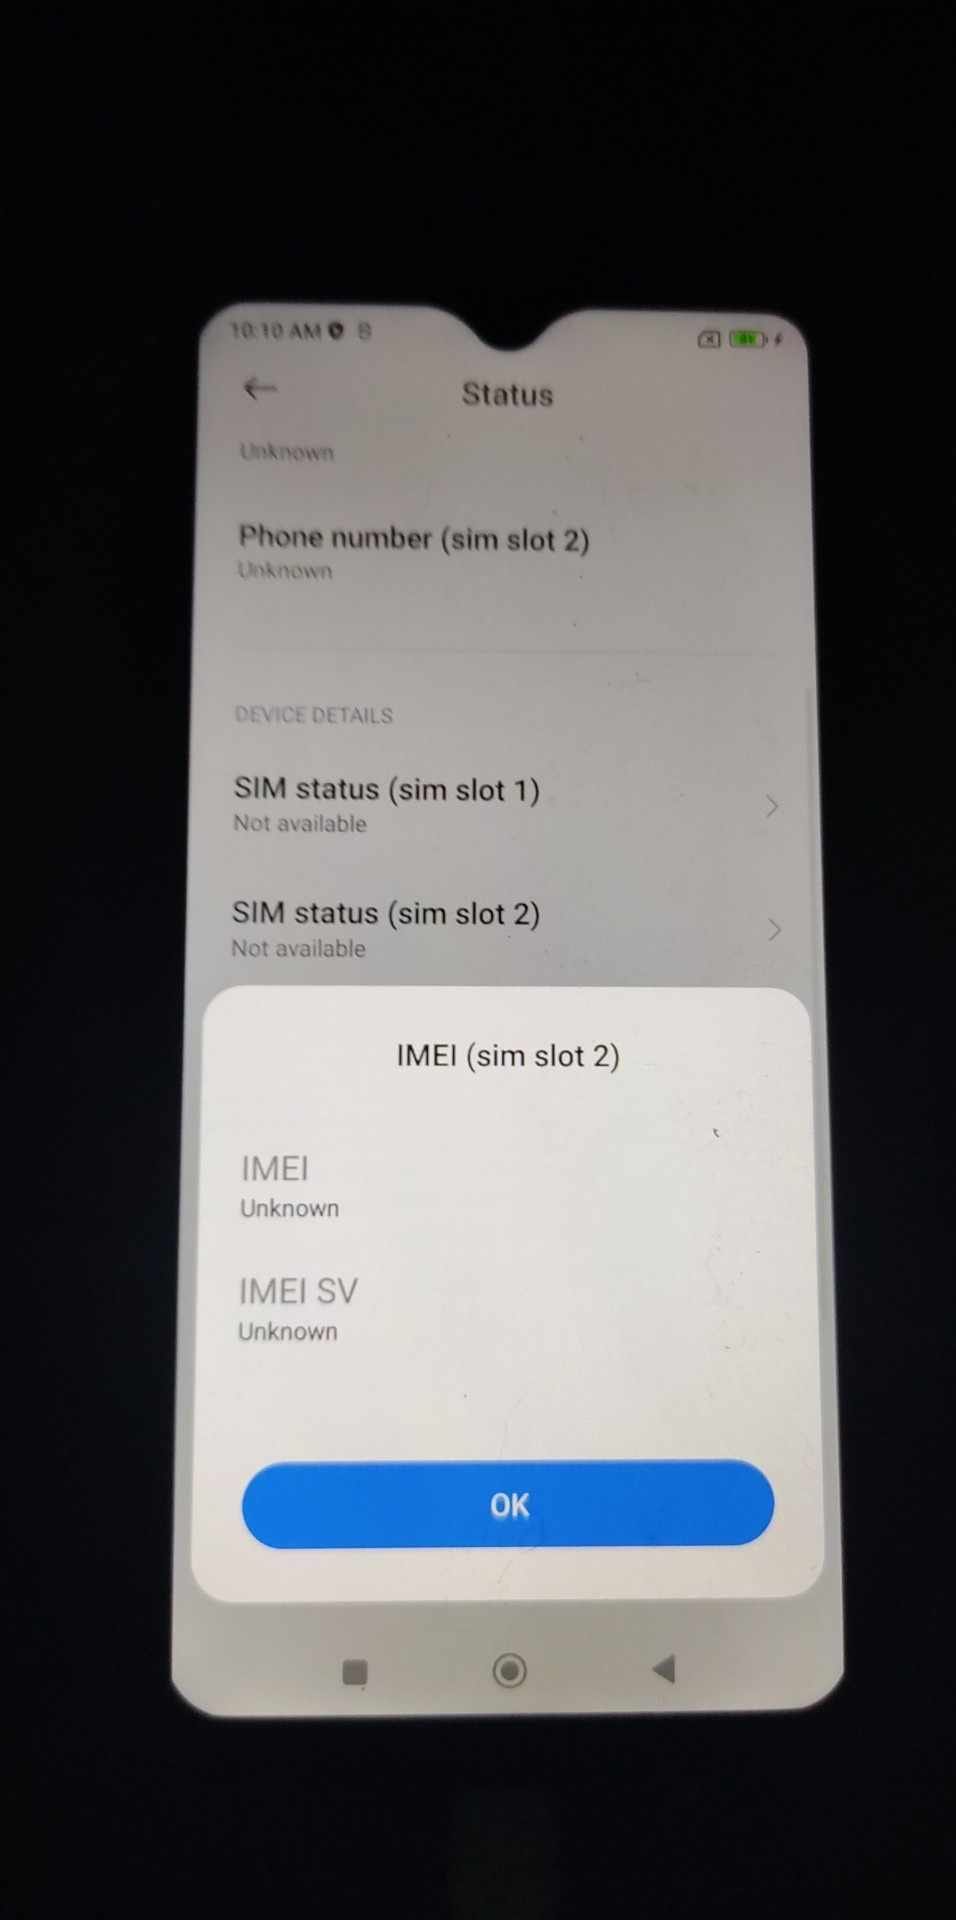 10:10 AM
Status
Unknown
Phone number (sim slot 2)
Unknown
DEVICE DETAILS
SIM status (sim slot 1)
Not available
SIM status (sim slot 2)
Not available
IMEI (sim slot 2)
IMEI
Unknown
IMEI SV
Unknown
OK